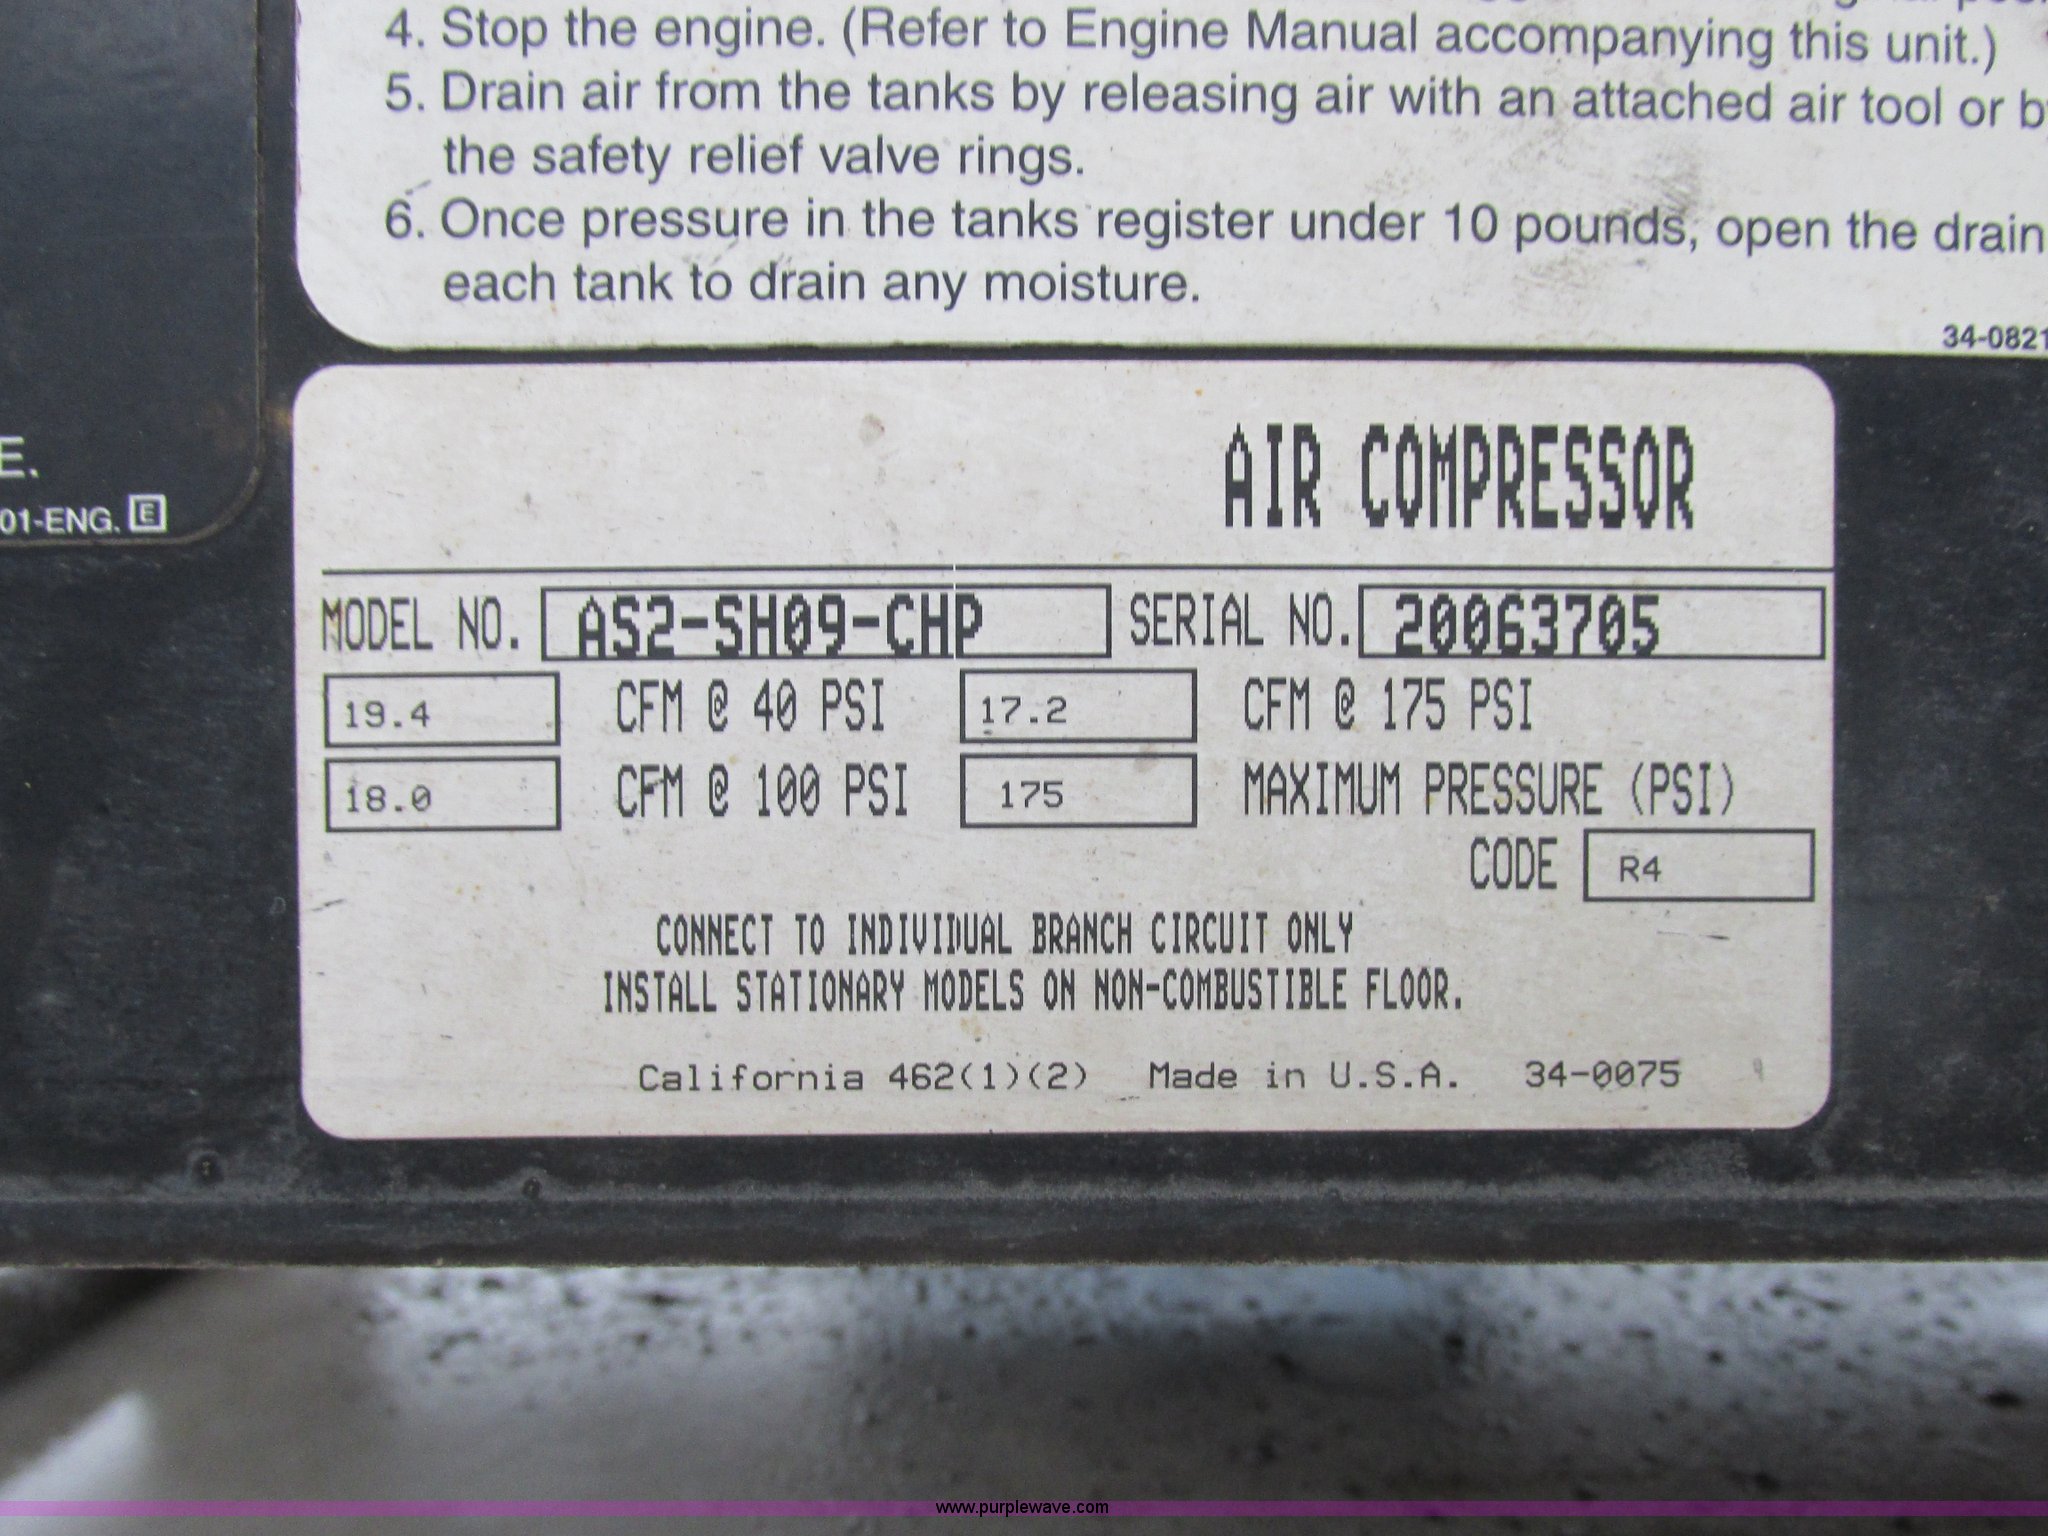 4. Stop the engine. (Refer to Engine Manual accompanying this unit.)
5. Drain air from the tanks by releasing air with an attached air tool or by
the safety relief valve rings.
6. Once pressure in the tanks register under 10 pounds, open the drain
each tank to drain any moisture.
34-0821
E.
01-ENG. E
AIR COMPRESSOR
MODEL NO. AS2-SH09-CHP SERIAL NO. 20063705
19.4 CFM @ 40 PSI 17.2 CFM @ 175 PSI
18.0 CFM @ 100 PSI 175 MAXIMUM PRESSURE (PSI)
CODE R4
CONNECT TO INDIVIDUAL BRANCH CIRCUIT ONLY
INSTALL STATIONARY MODELS ON NON-COMBUSTIBLE FLOOR.
California 462(1)(2) Made in U.S.A. 34-0075
www.purplewave.com